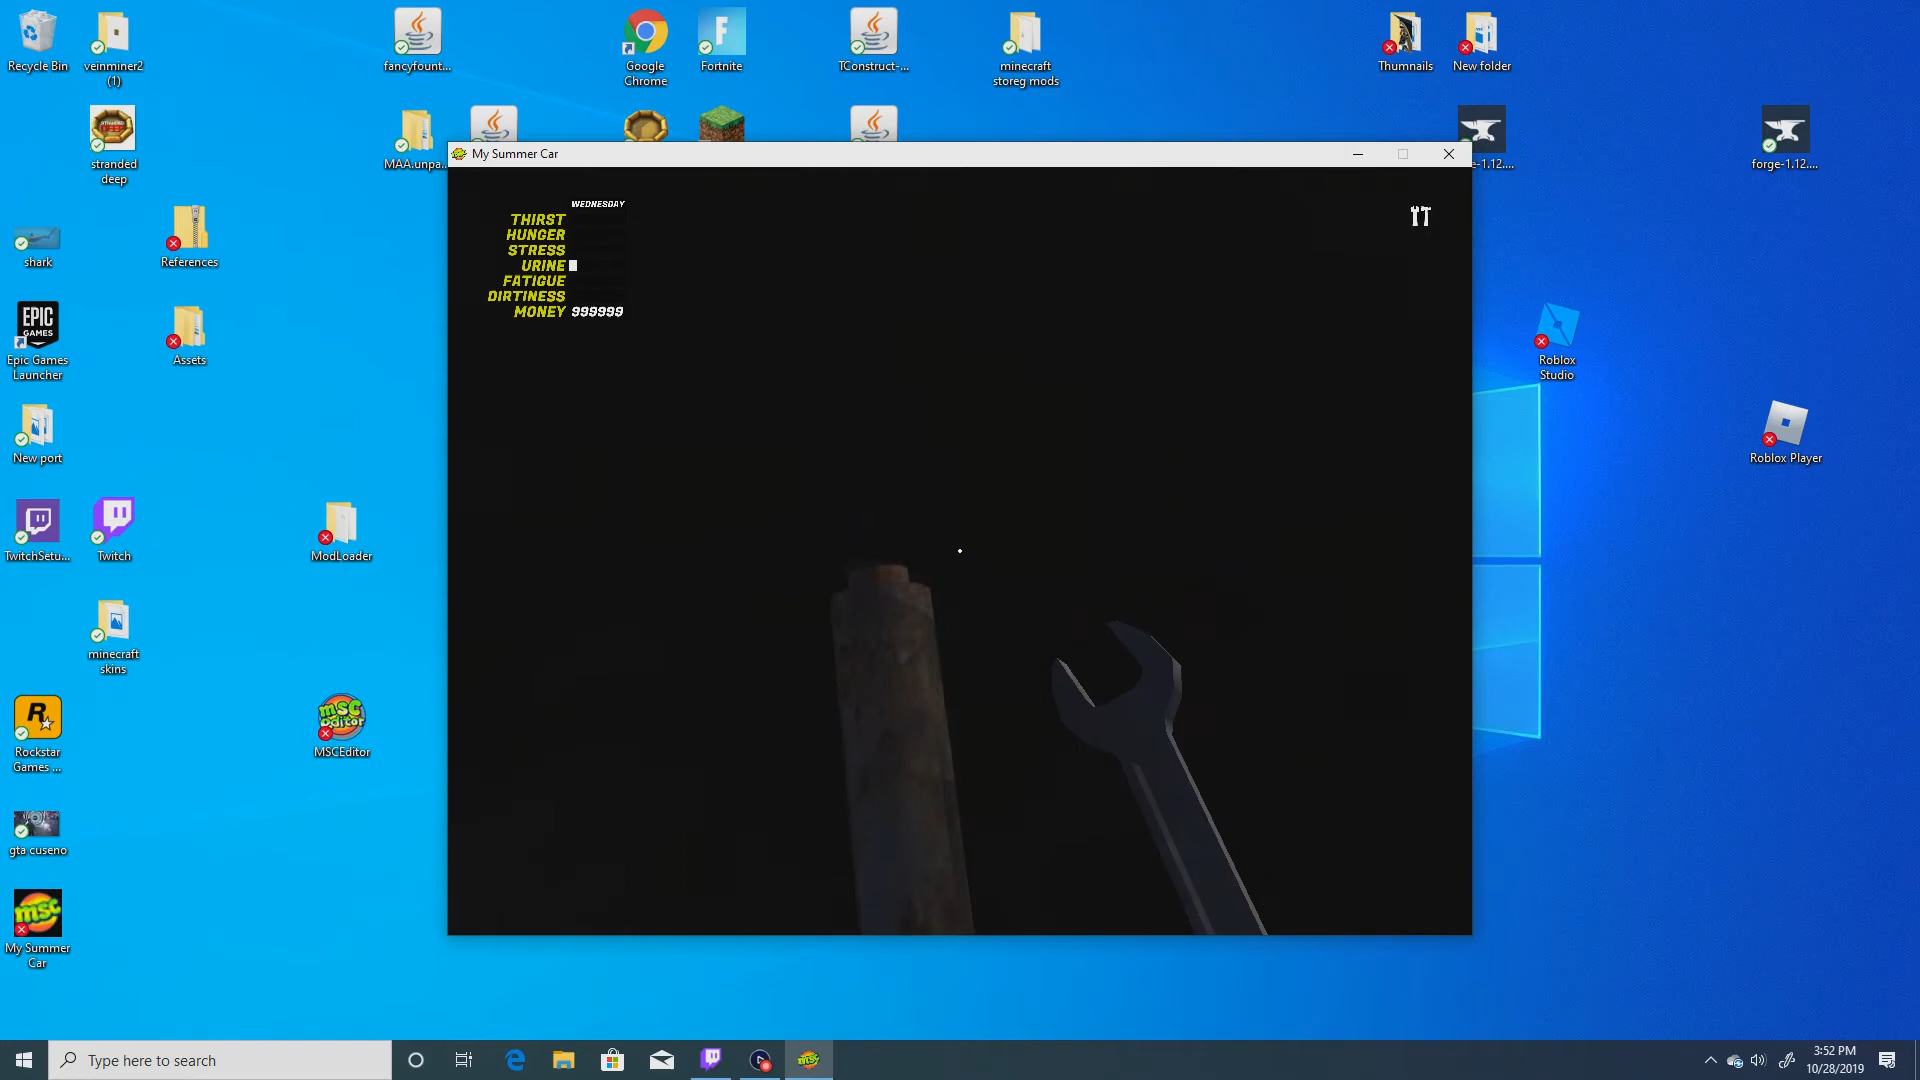 Recycle Bin
veinminer2
(1)
fancyfount...
Google
Chrome
Fortnite
TConstruct-...
minecraft
storeg mods
Thumnails
New folder
stranded
deep
MAA.unpa...
e-1.12....
forge-1.12....
My Summer Car
WEDNESDAY
THIRST
HUNGER
STRESS
URINE
FATIGUE
DIRTINESS
MONEY 999999
shark
References
EPIC
GAMES
Epic Games
Launcher
Assets
Roblox
Studio
New port
Roblox Player
TwitchSetu...
Twitch
ModLoader
minecraft
skins
Rockstar
Games ...
msc
Editor
MSCEditor
gta cuseno
msc
My Summer
Car
Type here to search
3:52 PM
10/28/2019